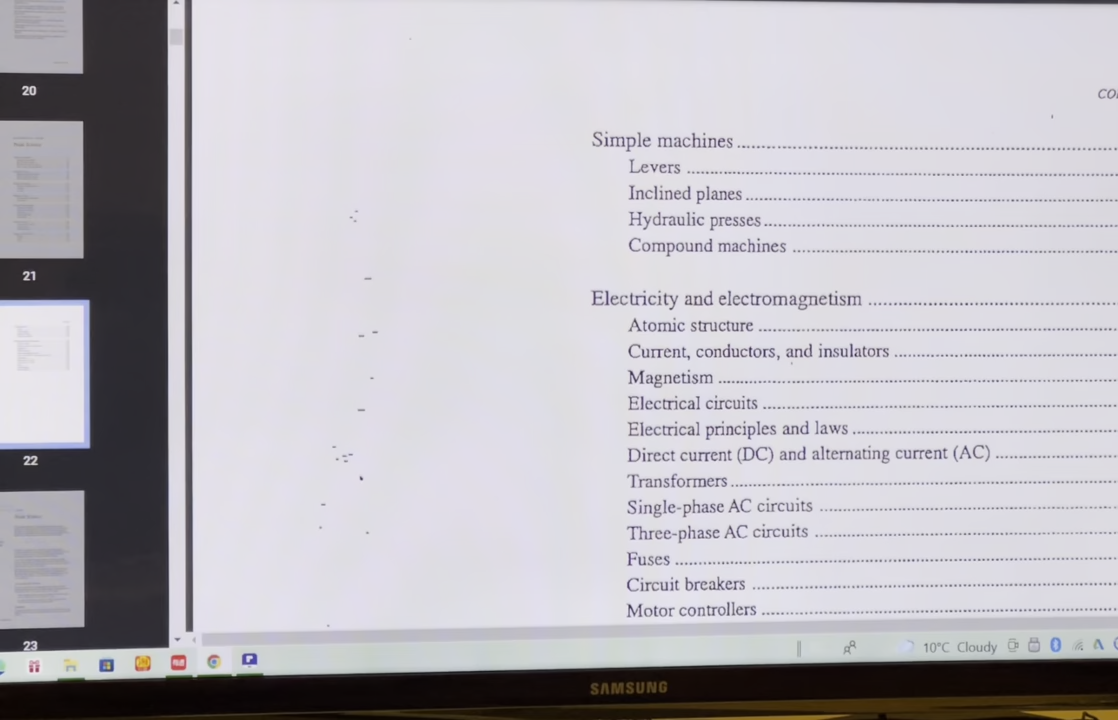 20
21
22
23
CO
Simple machines
Levers
Inclined planes
Hydraulic presses
Compound machines
Electricity and electromagnetism
Atomic structure
Current, conductors, and insulators
Magnetism
Electrical circuits
Electrical principles and laws
Direct current (DC) and alternating current (AC)
Transformers
Single-phase AC circuits
Three-phase AC circuits
Fuses
Circuit breakers
Motor controllers
10°C Cloudy
SAMSUNG